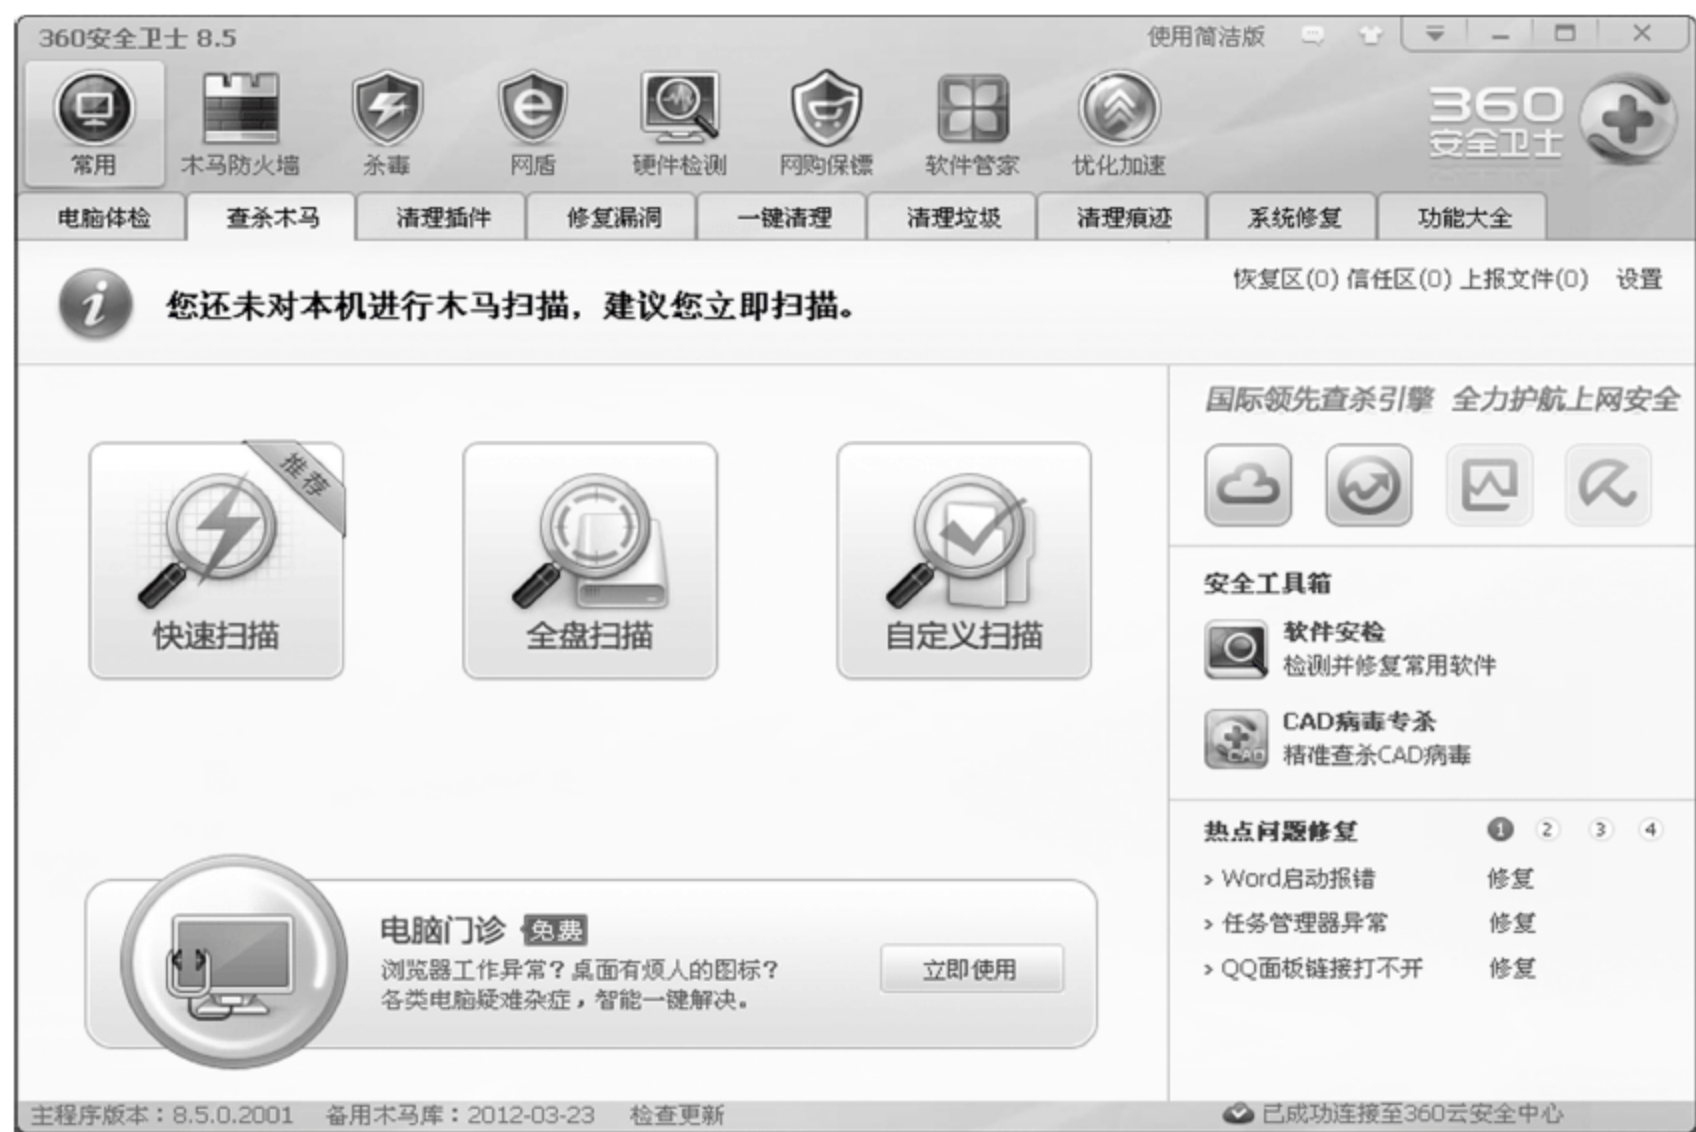 360安全卫士 8.5
使用简洁版
常用 木马防火墙 杀毒 网盾 硬件检测 网购保镖 软件管家 优化加速
360
安全卫士
电脑体检 查杀木马 清理插件 修复漏洞 一键清理 清理垃圾 清理痕迹 系统修复 功能大全
您还未对本机进行木马扫描，建议您立即扫描。
恢复区(0) 信任区(0) 上报文件(0) 设置
推荐
快速扫描 全盘扫描 自定义扫描
电脑门诊 免费
浏览器工作异常？桌面有烦人的图标？
各类电脑疑难杂症，智能一键解决。
立即使用
国际领先查杀引擎 全力护航上网安全
安全工具箱
软件安检
检测并修复常用软件
CAD
CAD病毒专杀
精准查杀CAD病毒
热点问题修复 1 2 3 4
> Word启动报错 修复
> 任务管理器异常 修复
> QQ面板链接打不开 修复
主程序版本：8.5.0.2001 备用木马库：2012-03-23 检查更新
已成功连接至360云安全中心